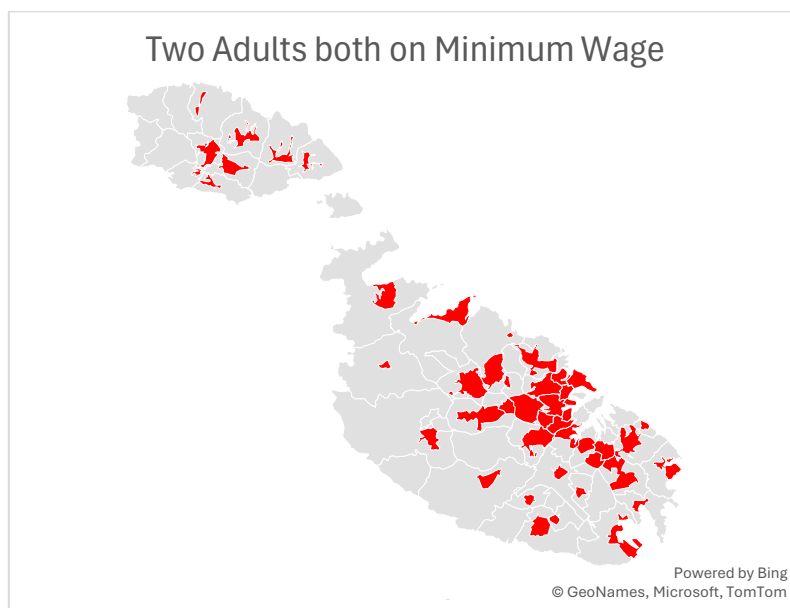 Two Adults both on Minimum Wage
Powered by Bing
© GeoNames, Microsoft, TomTom